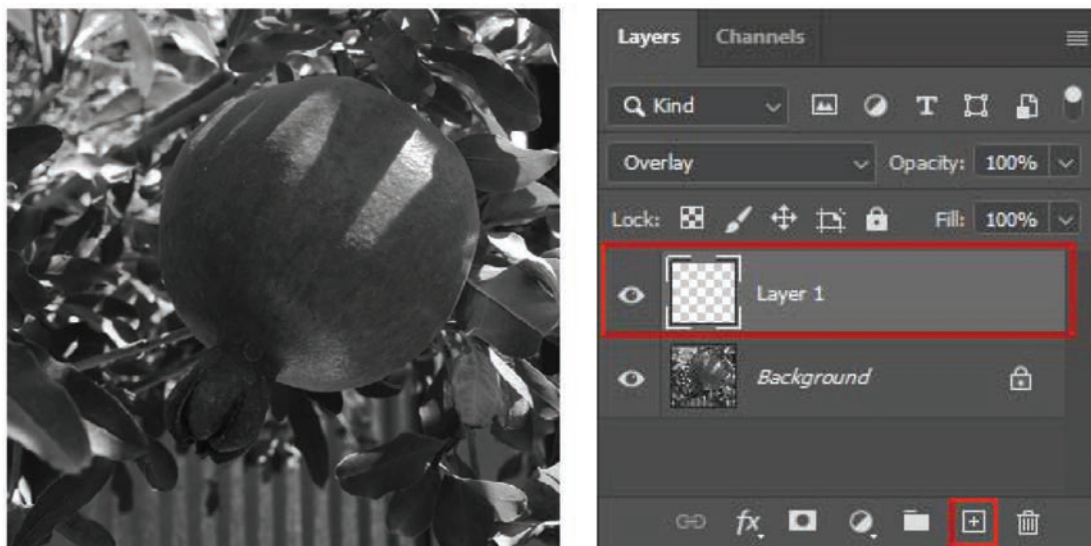 Layers Channels
Kind
Overlay Opacity: 100%
Lock: Fill: 100%
Layer 1
Background
fx